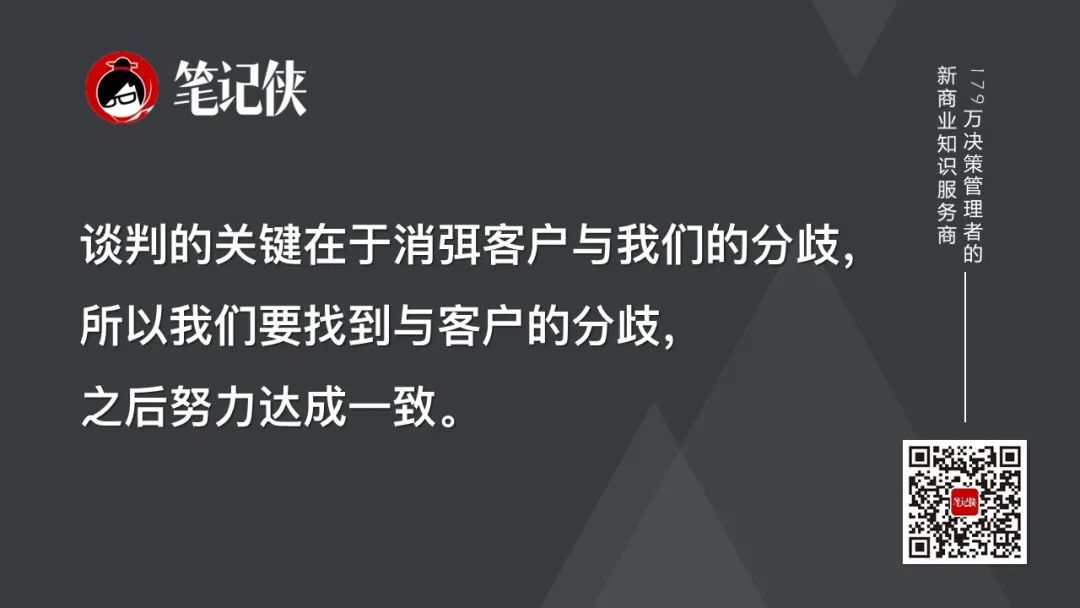 笔记侠
谈判的关键在于消弭客户与我们的分歧，
所以我们要找到与客户的分歧，
之后努力达成一致。
179万决策管理者的
新商业知识服务商
笔记侠